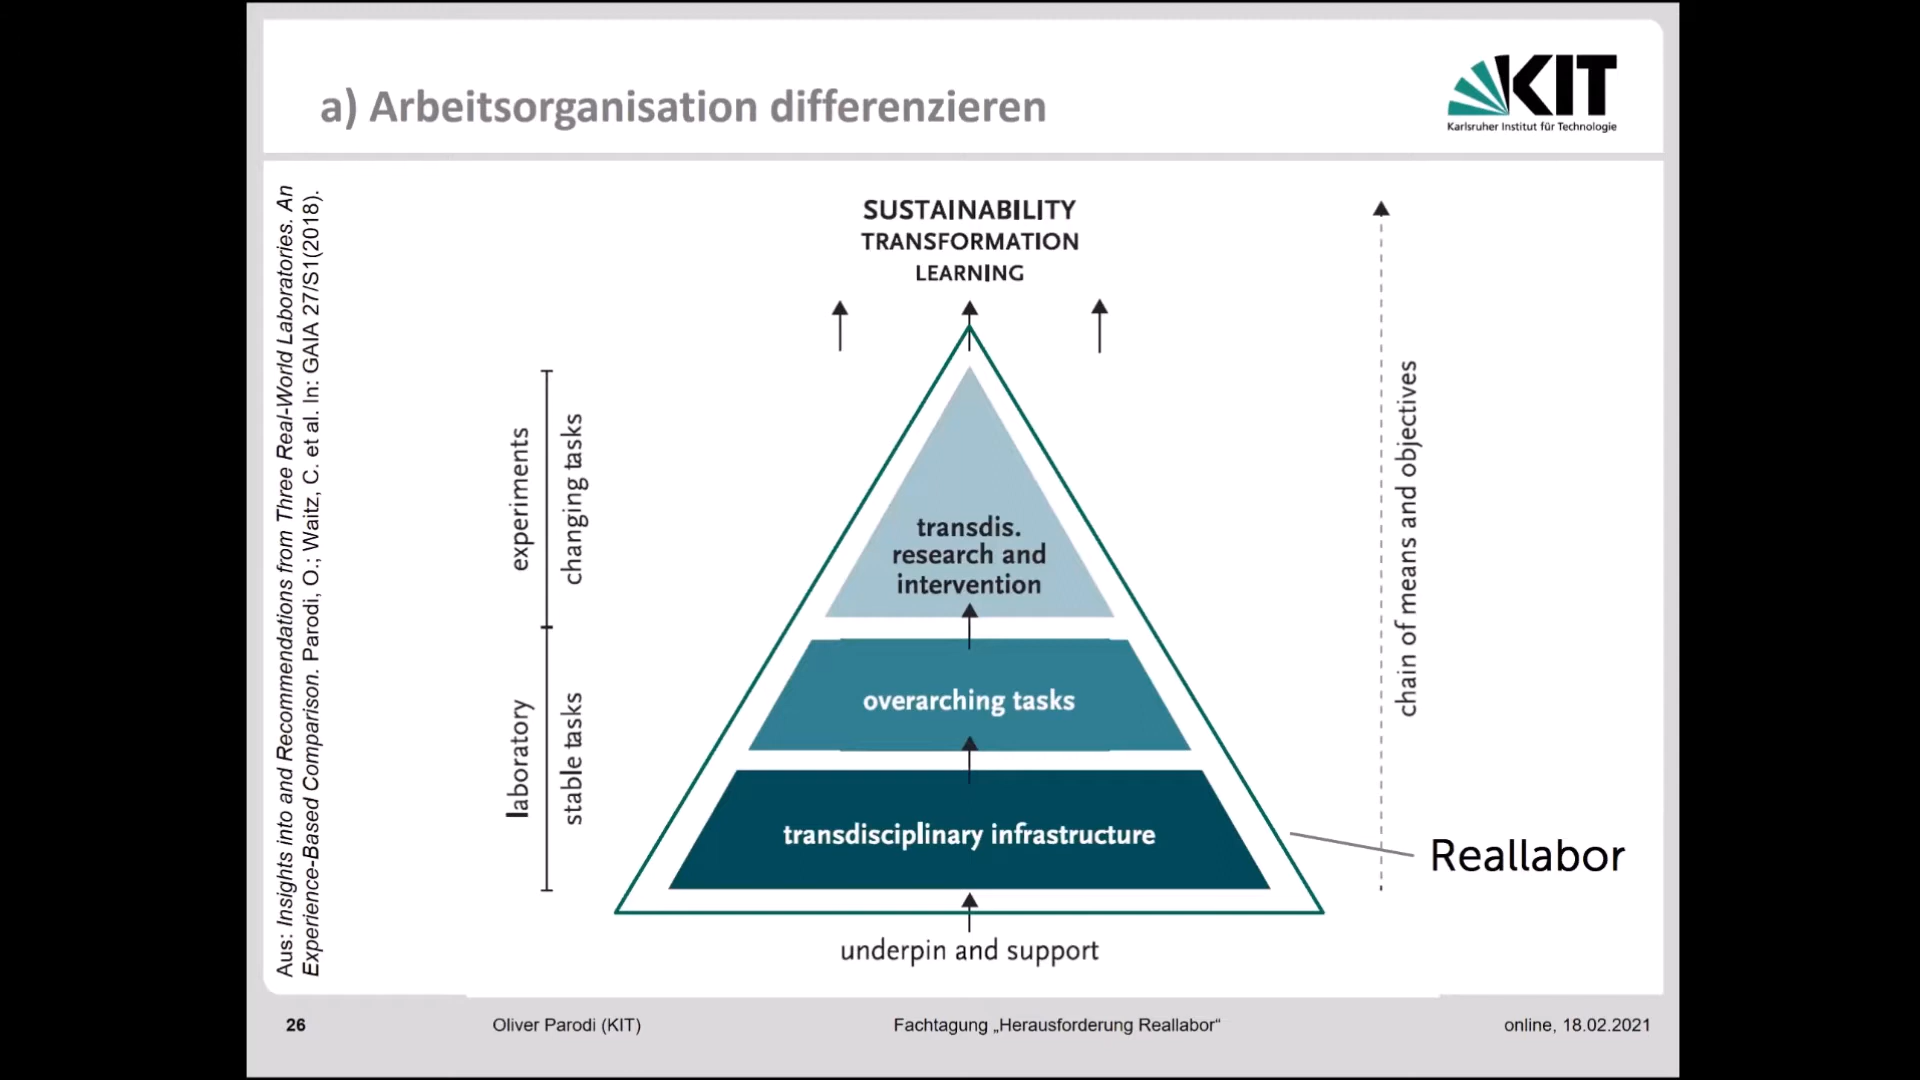 a) Arbeitsorganisation differenzieren
KIT
Karlsruher Institut für Technologie
Aus: Insights into and Recommendations from Three Real-World Laboratories. An
Experience-Based Comparison. Parodi, O.; Waitz, C. et al. In: GAIA 27/S1(2018).
SUSTAINABILITY
TRANSFORMATION
LEARNING
experiments
changing tasks
laboratory
stable tasks
transdis.
research and
intervention
overarching tasks
transdisciplinary infrastructure
underpin and support
chain of means and objectives
Reallabor
26
Oliver Parodi (KIT)
Fachtagung „Herausforderung Reallabor“
online, 18.02.2021